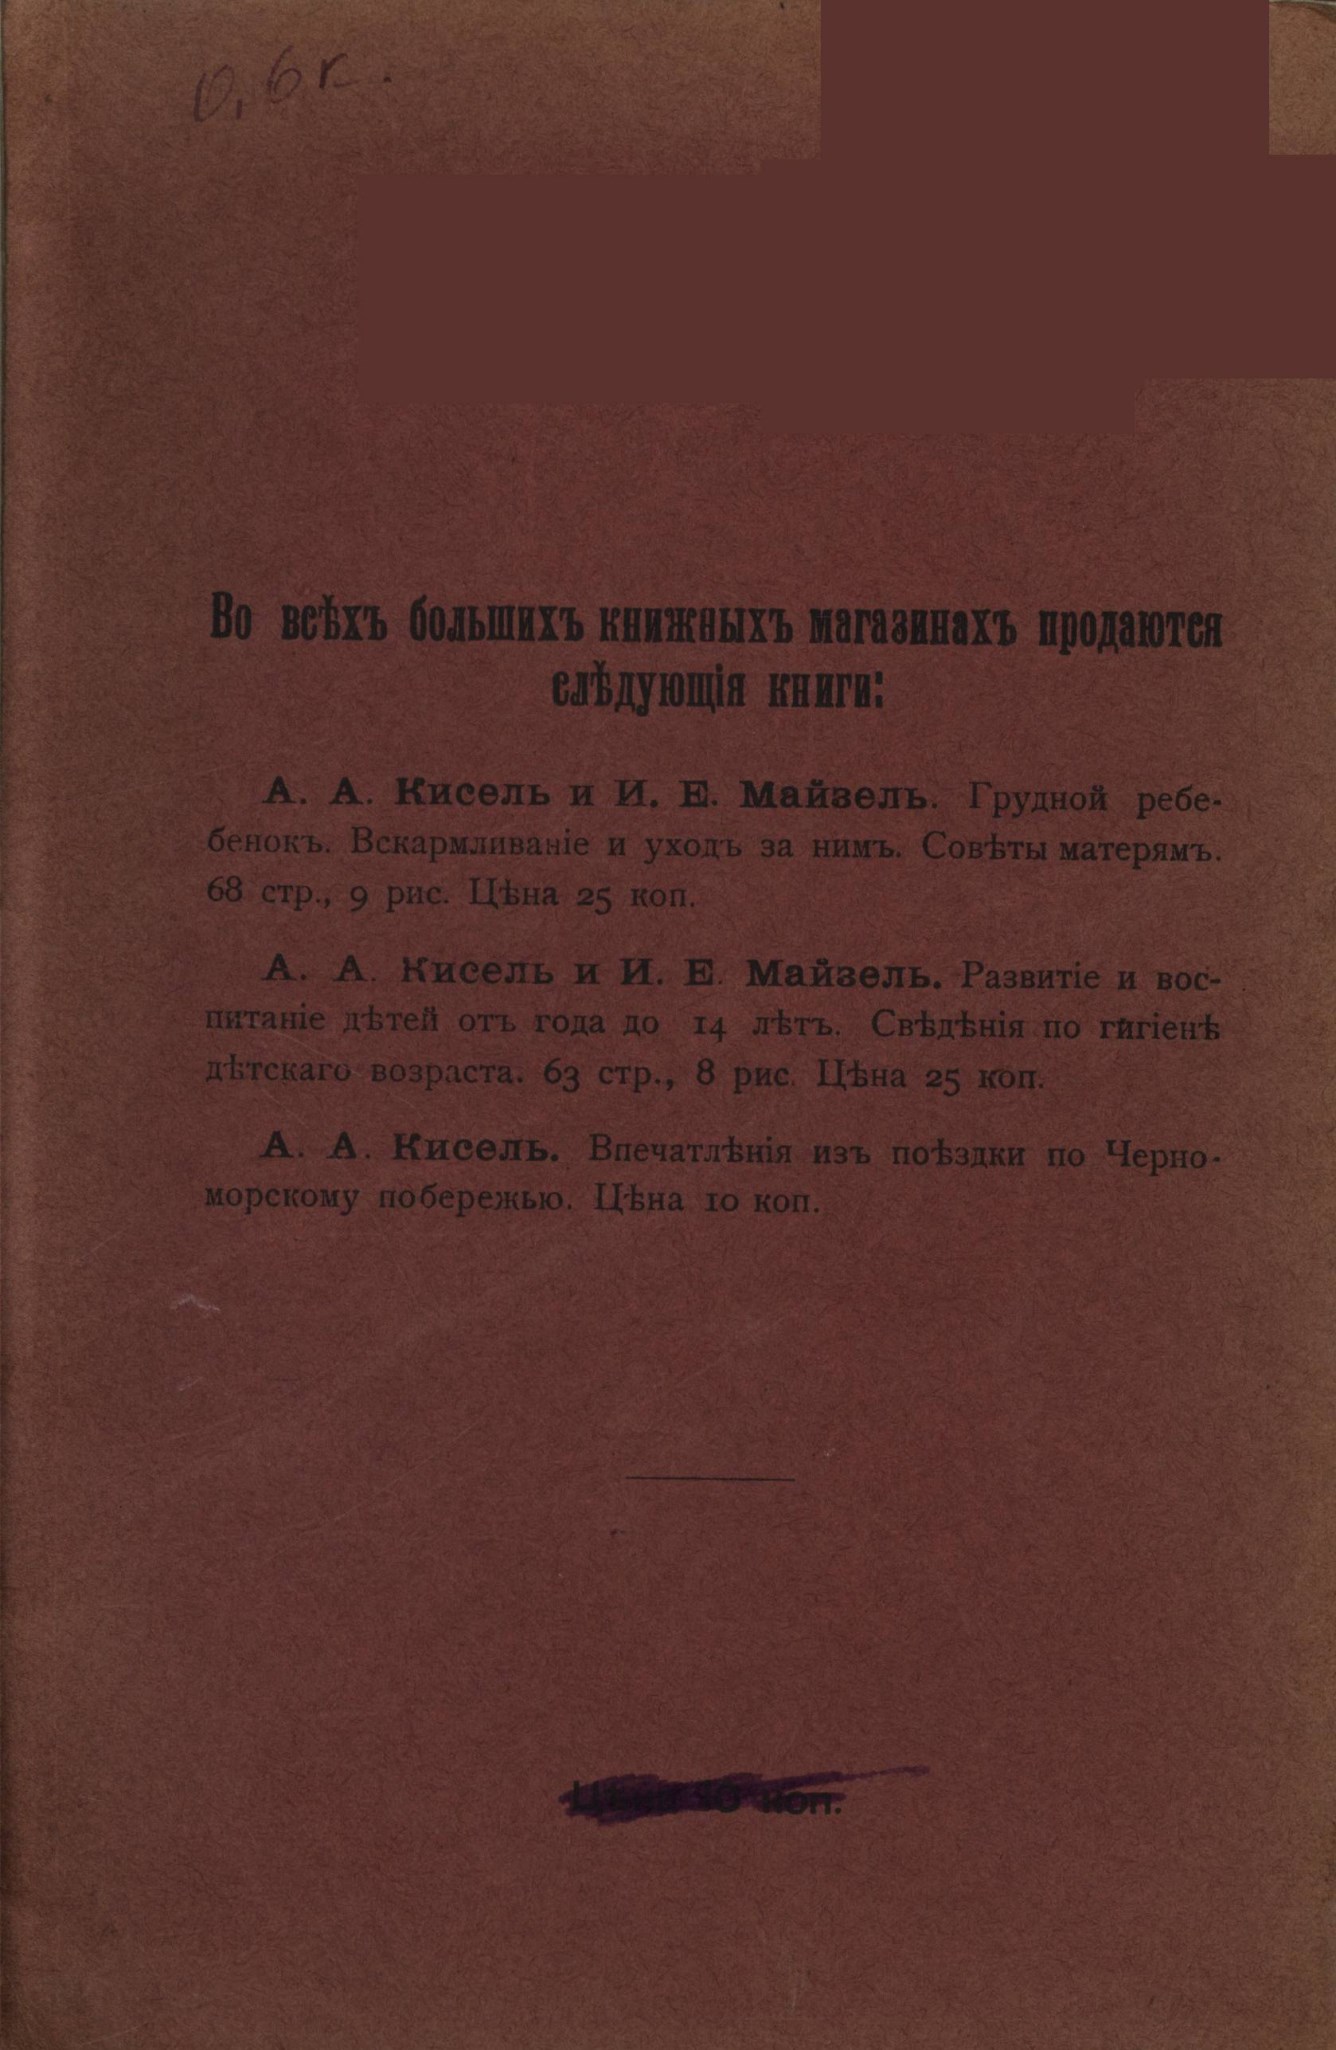 0,6к.
Во всѣхъ большихъ книжныхъ магазинахъ продаются
слѣдующія книги:
А. А. Кисель и И. Е. Майзель. Грудной ребе-
бенокъ. Вскармливаніе и уходъ за нимъ. Совѣты матерямъ.
68 стр., 9 рис. Цѣна 25 коп.
А. А. Кисель и И. Е. Майзель. Развитіе и вос-
питаніе дѣтей отъ года до 14 лѣтъ. Свѣдѣнія по гигіенѣ
дѣтскаго возраста. 63 стр., 8 рис. Цѣна 25 коп.
А. А. Кисель. Впечатлѣнія изъ поѣздки по Черно-
морскому побережью. Цѣна 10 коп.
Цѣна коп.